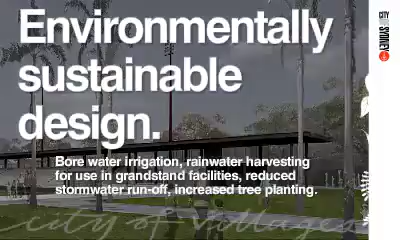 Environmentally
sustainable
design.
Bore water irrigation, rainwater harvesting
for use in grandstand facilities, reduced
stormwater run-off, increased tree planting.
city of Villages
CITY OF SYDNEY